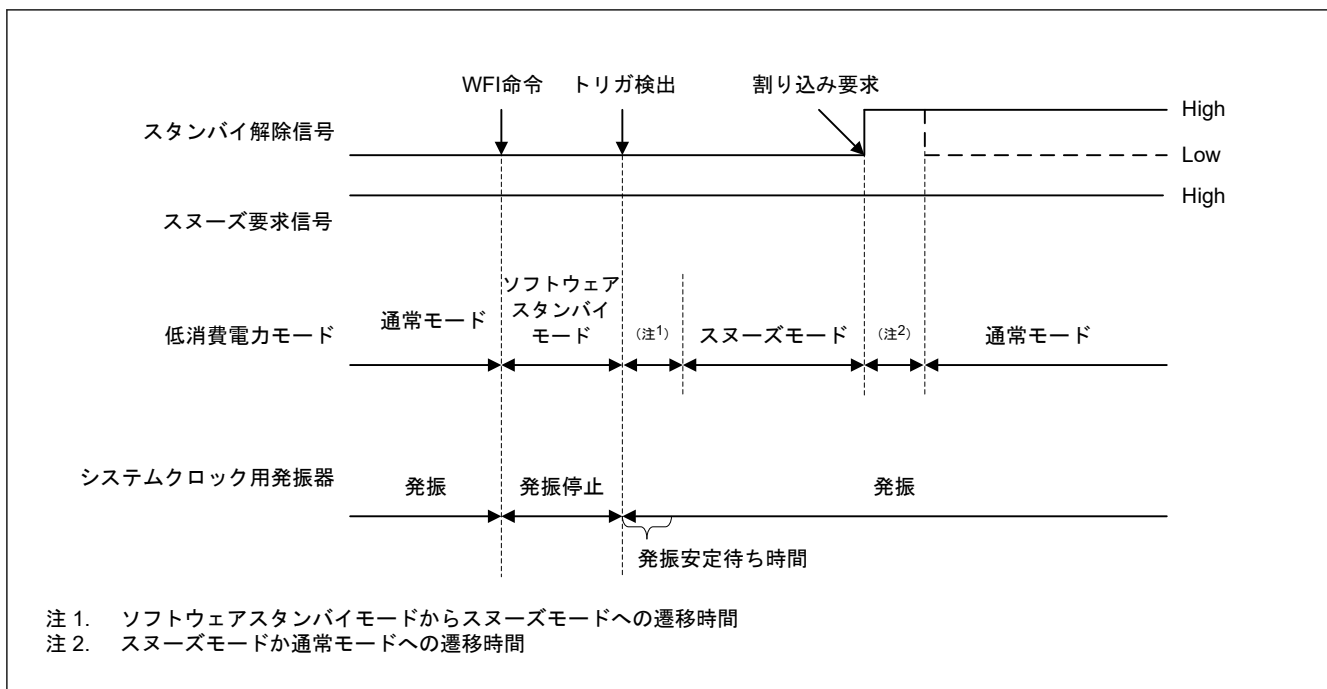 WFI命令 トリガ検出 割り込み要求
スタンバイ解除信号
High
Low
スヌーズ要求信号
High
低消費電力モード
通常モード
ソフトウェア
スタンバイ
モード
（注1）
スヌーズモード
（注2）
通常モード
システムクロック用発振器
発振
発振停止
発振
発振安定待ち時間
注 1. ソフトウェアスタンバイモードからスヌーズモードへの遷移時間
注 2. スヌーズモードか通常モードへの遷移時間